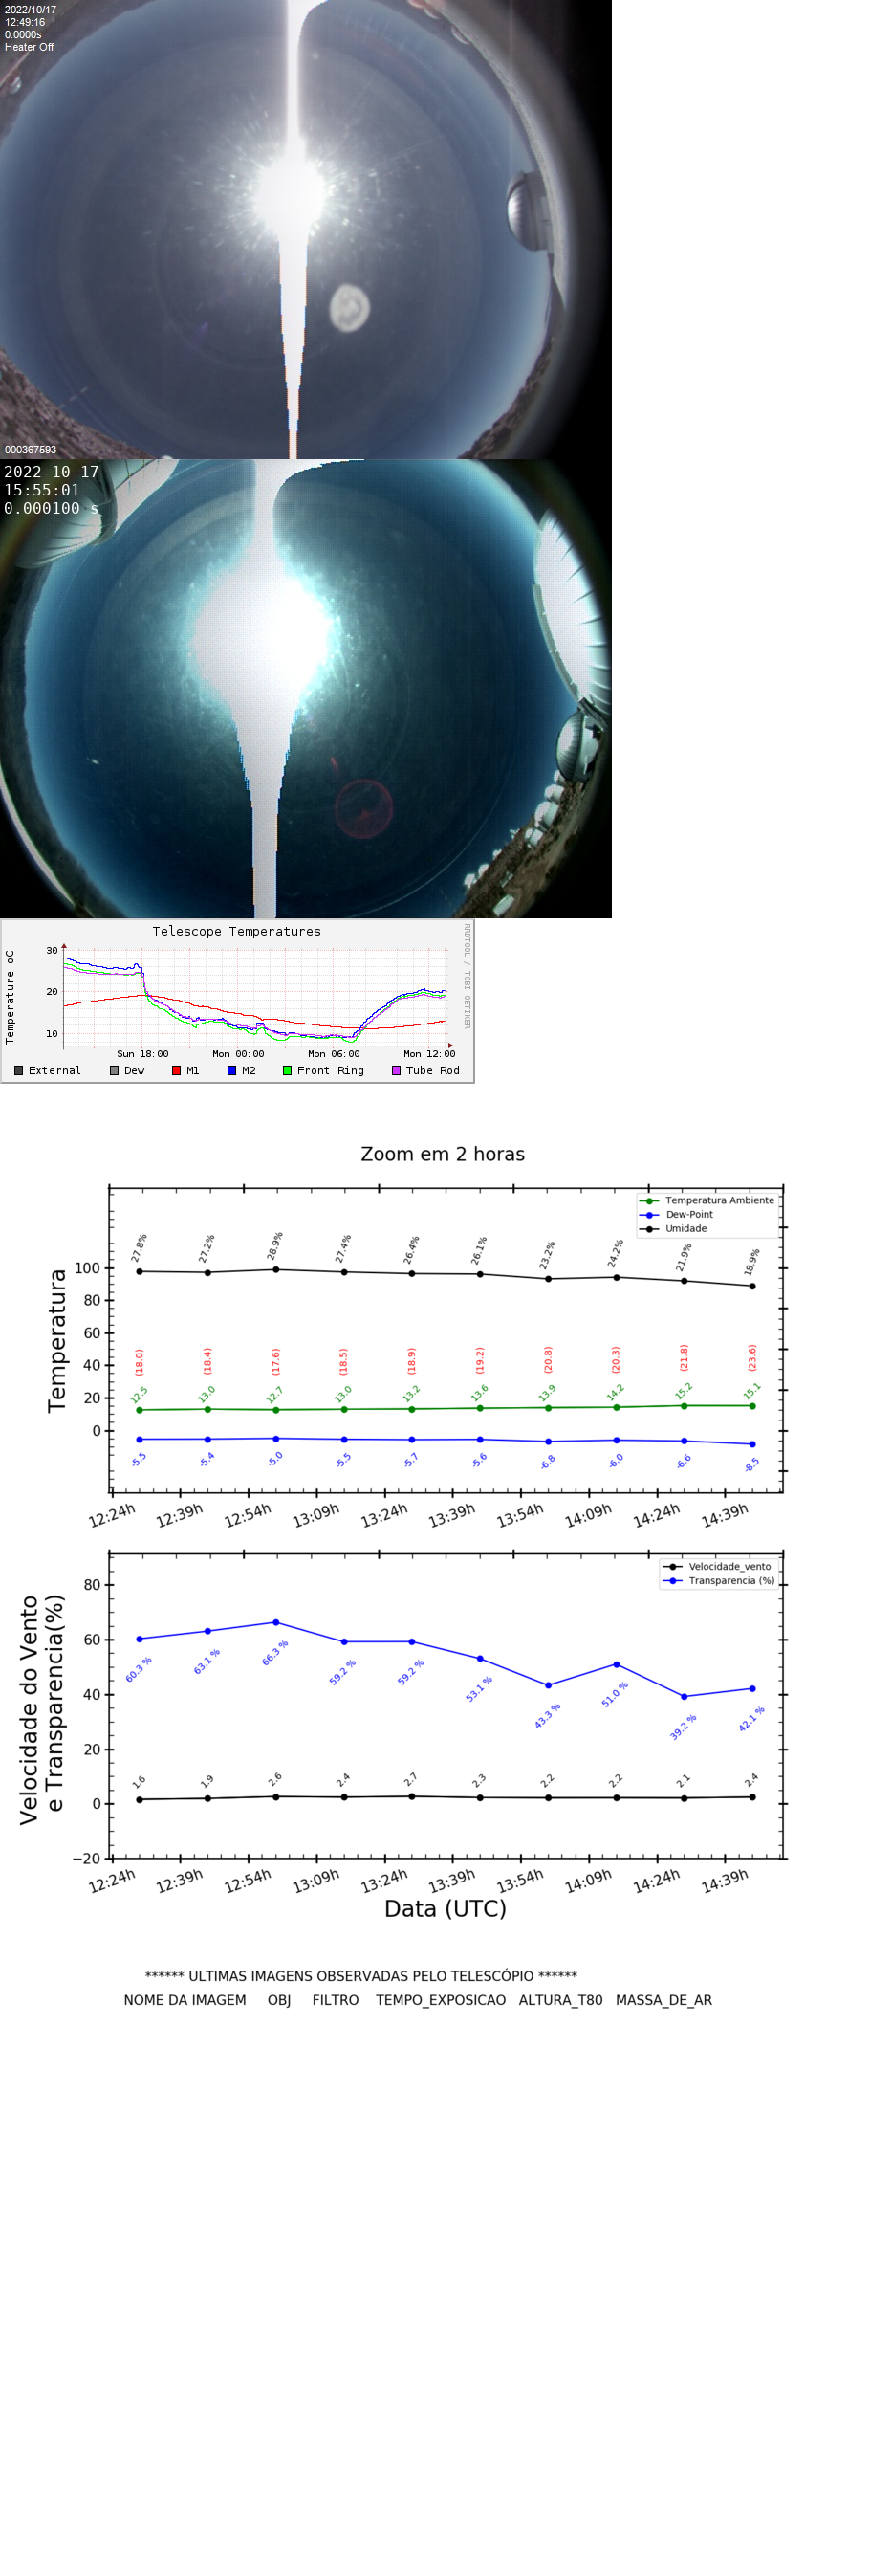 2022/10/17
12:49:16
0.0000s
Heater Off
000367593
2022-10-17
15:55:01
0.000100 s
Telescope Temperatures
RRDTOOL / TOBI OETIKER
Temperature oC
30
20
10
Sun 18:00 Mon 00:00 Mon 06:00 Mon 12:00
External Dew M1 M2 Front Ring Tube Rod
Zoom em 2 horas
Temperatura Ambiente
Dew-Point
Umidade
Temperatura
100
80
60
40
20
0
27.8% 27.2% 28.9% 27.4% 26.4% 26.1% 23.2% 24.2% 21.9% 18.9%
(18.0) (18.4) (17.6) (18.5) (18.9) (19.2) (20.8) (20.3) (21.8) (23.6)
12.5 13.0 12.7 13.0 13.2 13.6 13.9 14.2 15.2 15.1
-5.5 -5.4 -5.0 -5.5 -5.7 -5.6 -6.8 -6.0 -6.6 -8.5
12:24h 12:39h 12:54h 13:09h 13:24h 13:39h 13:54h 14:09h 14:24h 14:39h
Velocidade_vento
Transparencia (%)
Velocidade do Vento
e Transparencia(%)
80
60
40
20
0
−20
60.3 % 63.1 % 66.3 % 59.2 % 59.2 % 53.1 % 43.3 % 51.0 % 39.2 % 42.1 %
1.6 1.9 2.6 2.4 2.7 2.3 2.2 2.2 2.1 2.4
12:24h 12:39h 12:54h 13:09h 13:24h 13:39h 13:54h 14:09h 14:24h 14:39h
Data (UTC)
****** ULTIMAS IMAGENS OBSERVADAS PELO TELESCÓPIO ******
NOME DA IMAGEM OBJ FILTRO TEMPO_EXPOSICAO ALTURA_T80 MASSA_DE_AR